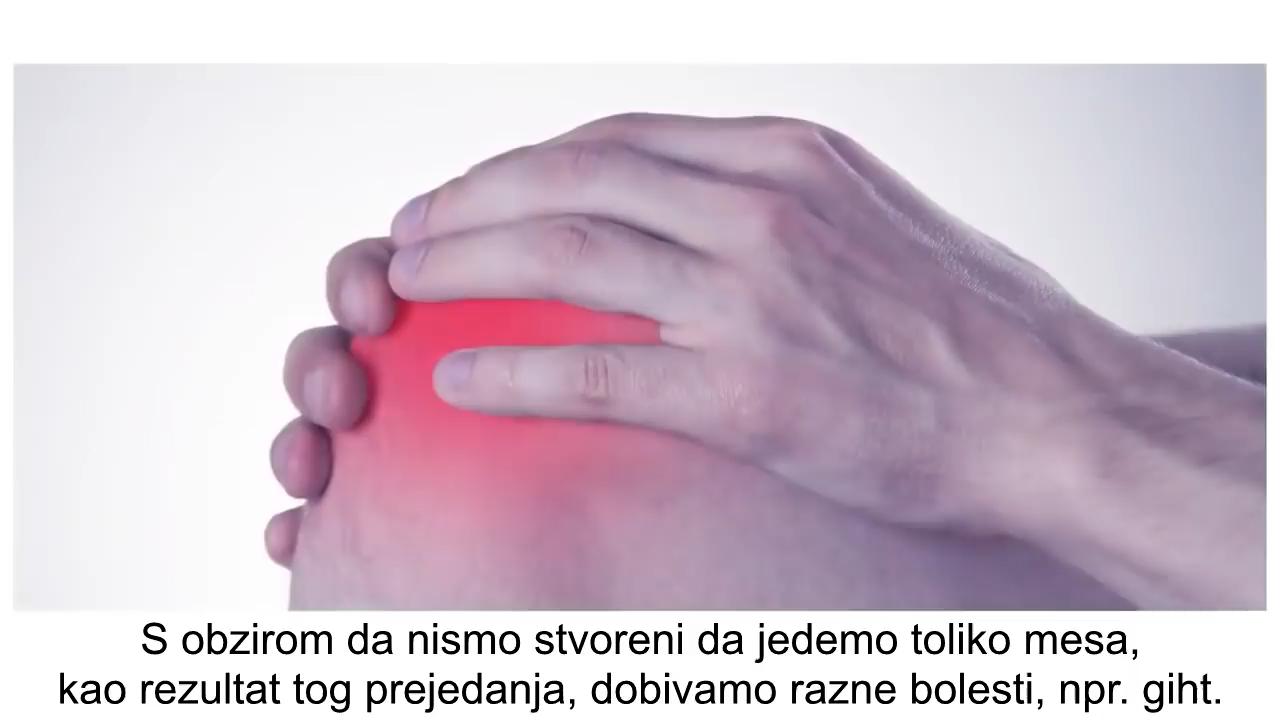 S obzirom da nismo stvoreni da jedemo toliko mesa,
kao rezultat tog prejedanja, dobivamo razne bolesti, npr. giht.